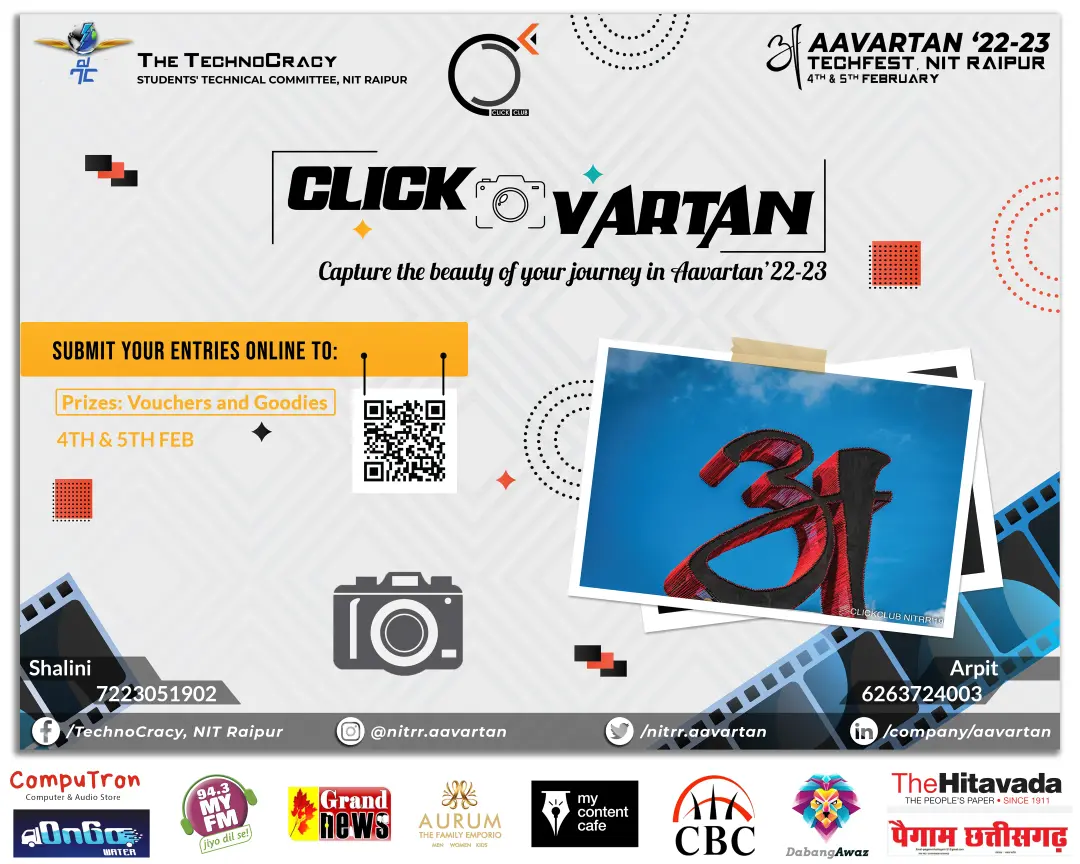 THE TECHNOCRACY
STUDENTS' TECHNICAL COMMITTEE, NIT RAIPUR
CLICK CLUB
अ
AAVARTAN '22-23
TECHFEST, NIT RAIPUR
4TH & 5TH FEBRUARY
CLICK VARTAN
Capture the beauty of your journey in Aavartan'22-23
SUBMIT YOUR ENTRIES ONLINE TO:
Prizes: Vouchers and Goodies
4TH & 5TH FEB
अ
CLICKCLUB NITRR
Shalini
7223051902
Arpit
6263724003
/TechnoCracy, NIT Raipur
@nitrr.aavartan
/nitrr.aavartan
/company/aavartan
CompuTron
Computer & Audio Store
OnGo
WATER
94.3
MY
FM
jiyo dil se!
Grand
news
AURUM
THE FAMILY EMPORIO
MEN WOMEN KIDS
my
content
cafe
CBC
DabangAwaz
TheHitavada
THE PEOPLE'S PAPER • SINCE 1911
पैगाम छत्तीसगढ़